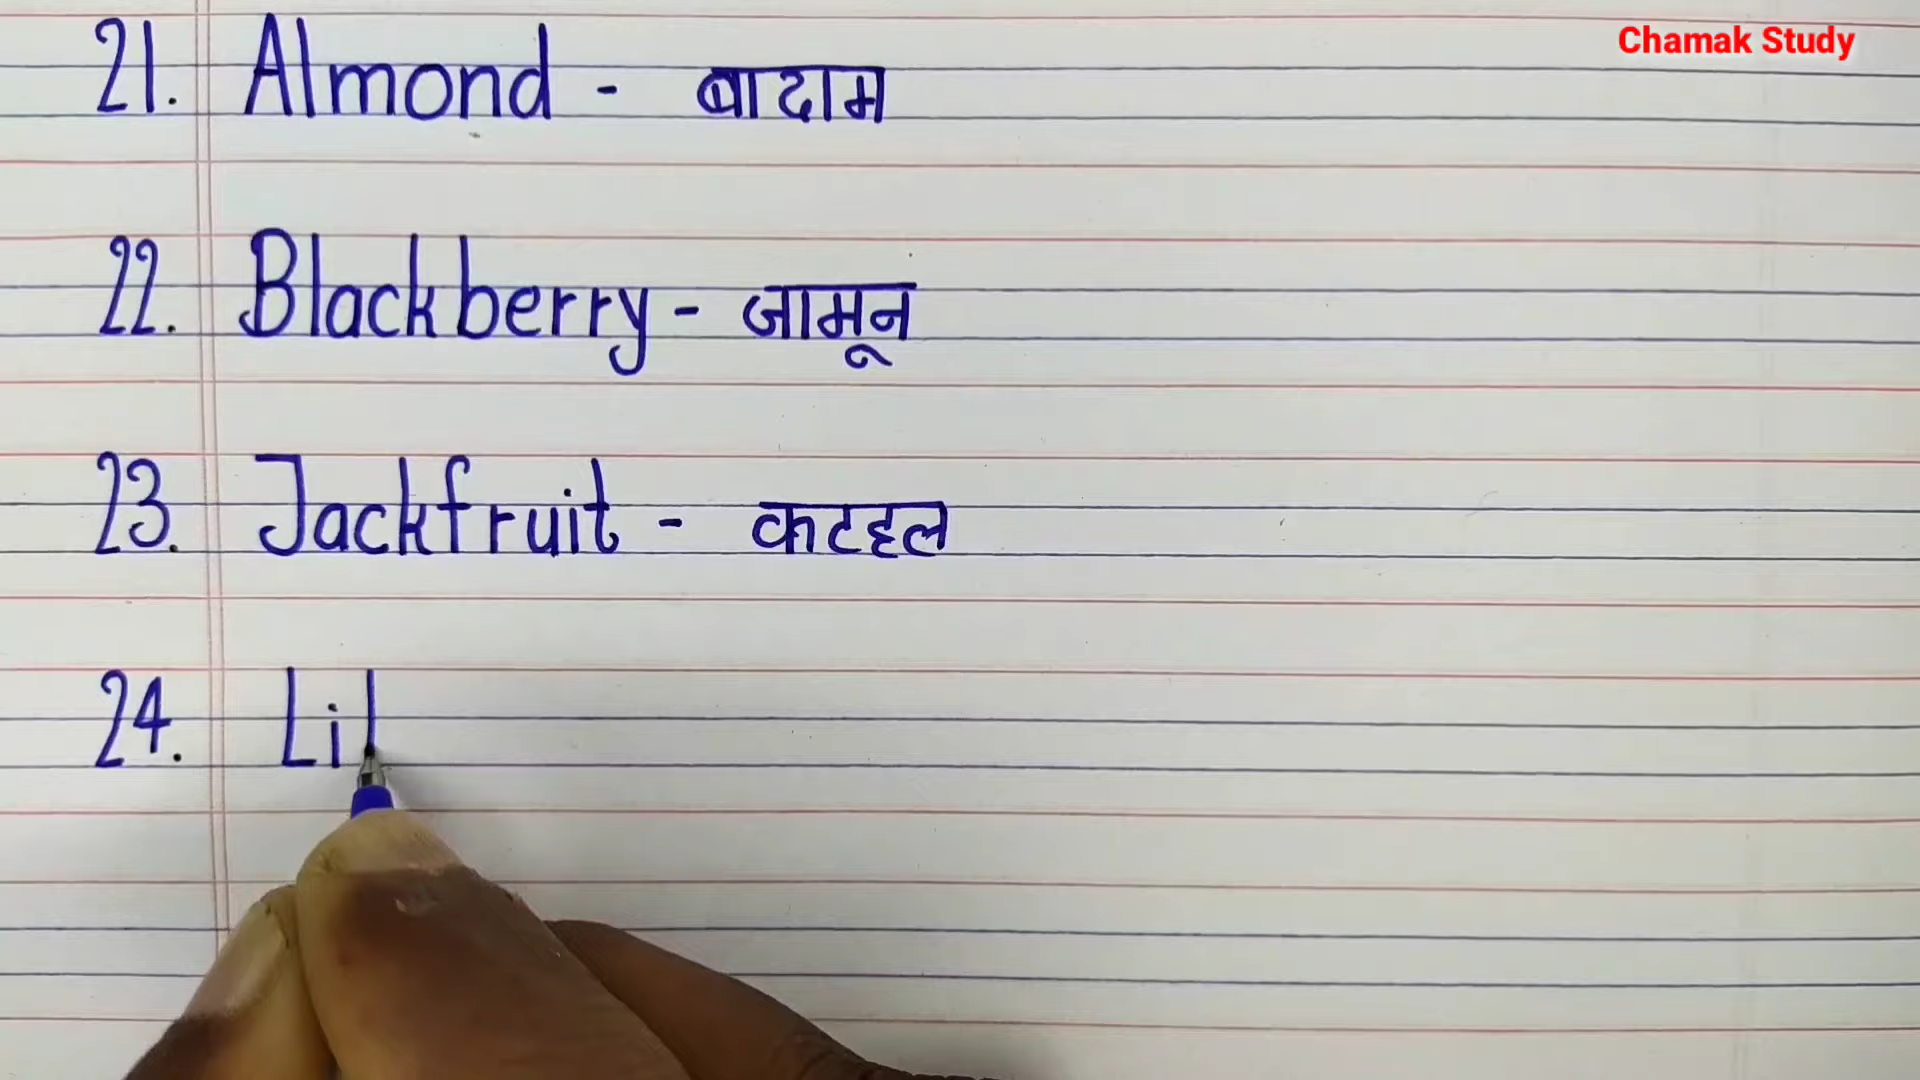 Chamak Study
21. Almond - बादाम
22. Blackberry - जामून
23. Jackfruit - कटहल
24. Lil